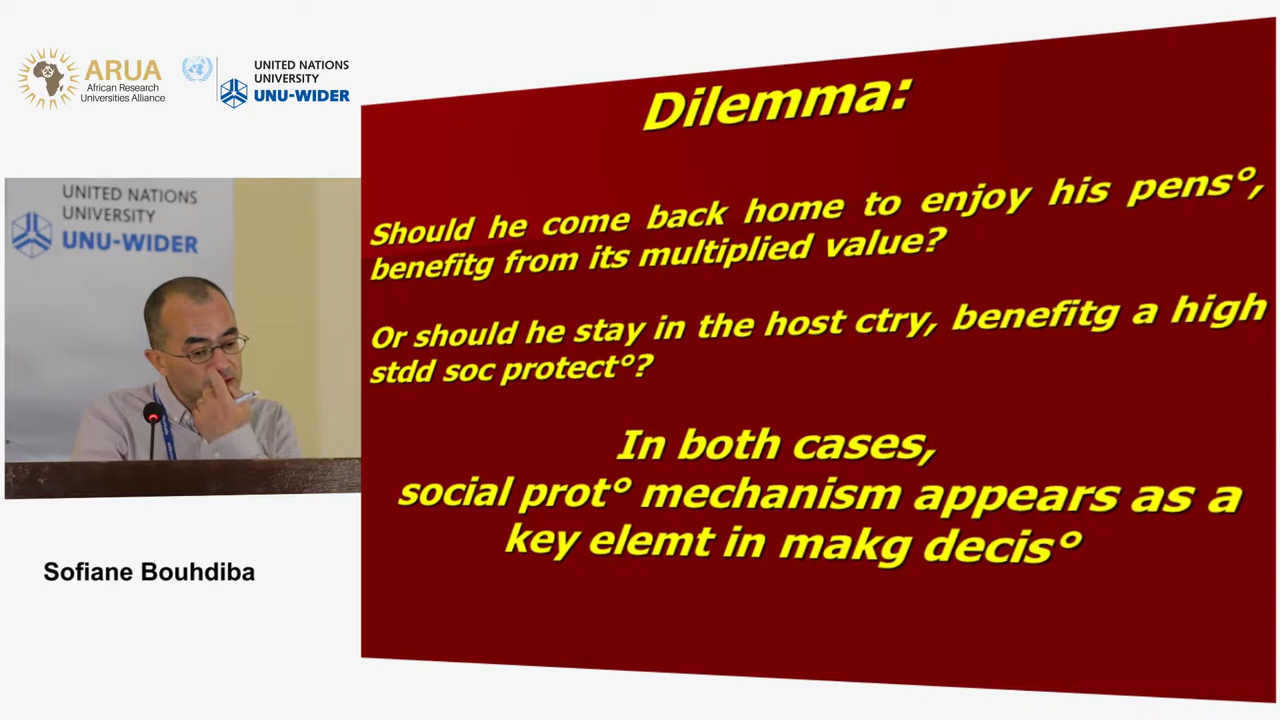 ARUA
African Research
Universities Alliance
UNITED NATIONS
UNIVERSITY
UNU-WIDER
UNITED NATIONS
UNIVERSITY
UNU-WIDER
Sofiane Bouhdiba
Dilemma:
Should he come back home to enjoy his pens°,
benefitg from its multiplied value?
Or should he stay in the host ctry, benefitg a high
stdd soc protect°?
In both cases,
social prot° mechanism appears as a
key elemt in makg decis°